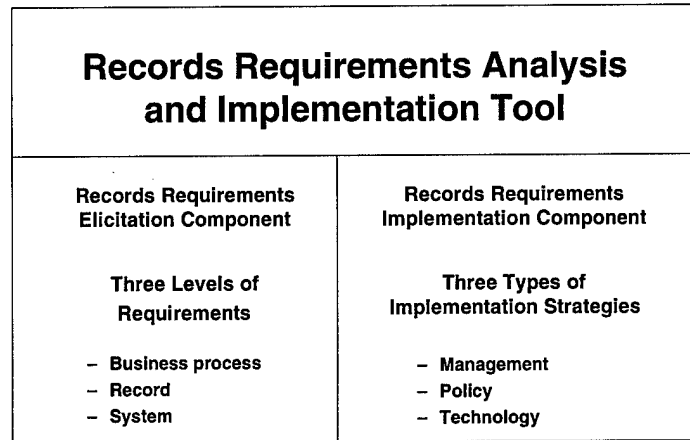 Records Requirements Analysis
and Implementation Tool
Records Requirements
Elicitation Component
Three Levels of
Requirements
– Business process
– Record
– System
Records Requirements
Implementation Component
Three Types of
Implementation Strategies
– Management
– Policy
– Technology